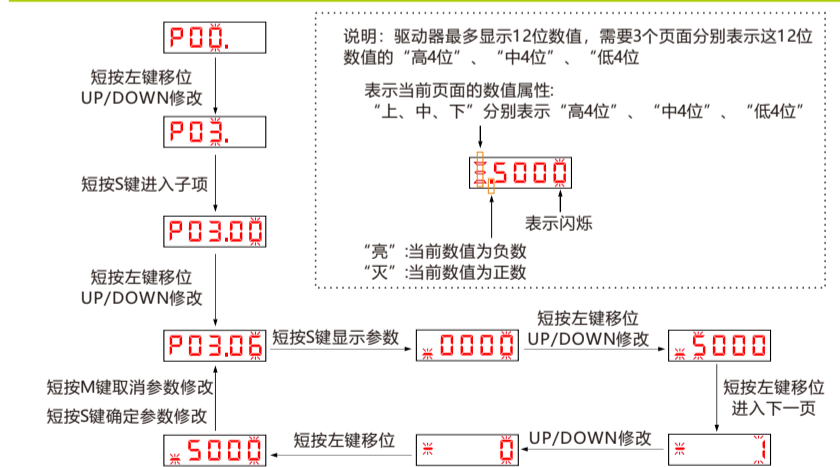 说明：驱动器最多显示12位数值，需要3个页面分别表示这12位
数值的“高4位”、“中4位”、“低4位
表示当前页面的数值属性:
“上、中、下”分别表示“高4位”、“中4位”、“低4位”
.5000
表示闪烁
“亮”:当前数值为负数
“灭”:当前数值为正数
P00.
短按左键移位
UP/DOWN修改
P03.
短按S键进入子项
P03.00
短按左键移位
UP/DOWN修改
P03.06
短按S键显示参数
_0000
短按左键移位
UP/DOWN修改
_5000
短按左键移位
进入下一页
1
UP/DOWN修改
0
短按左键移位
_5000
短按M键取消参数修改
短按S键确定参数修改